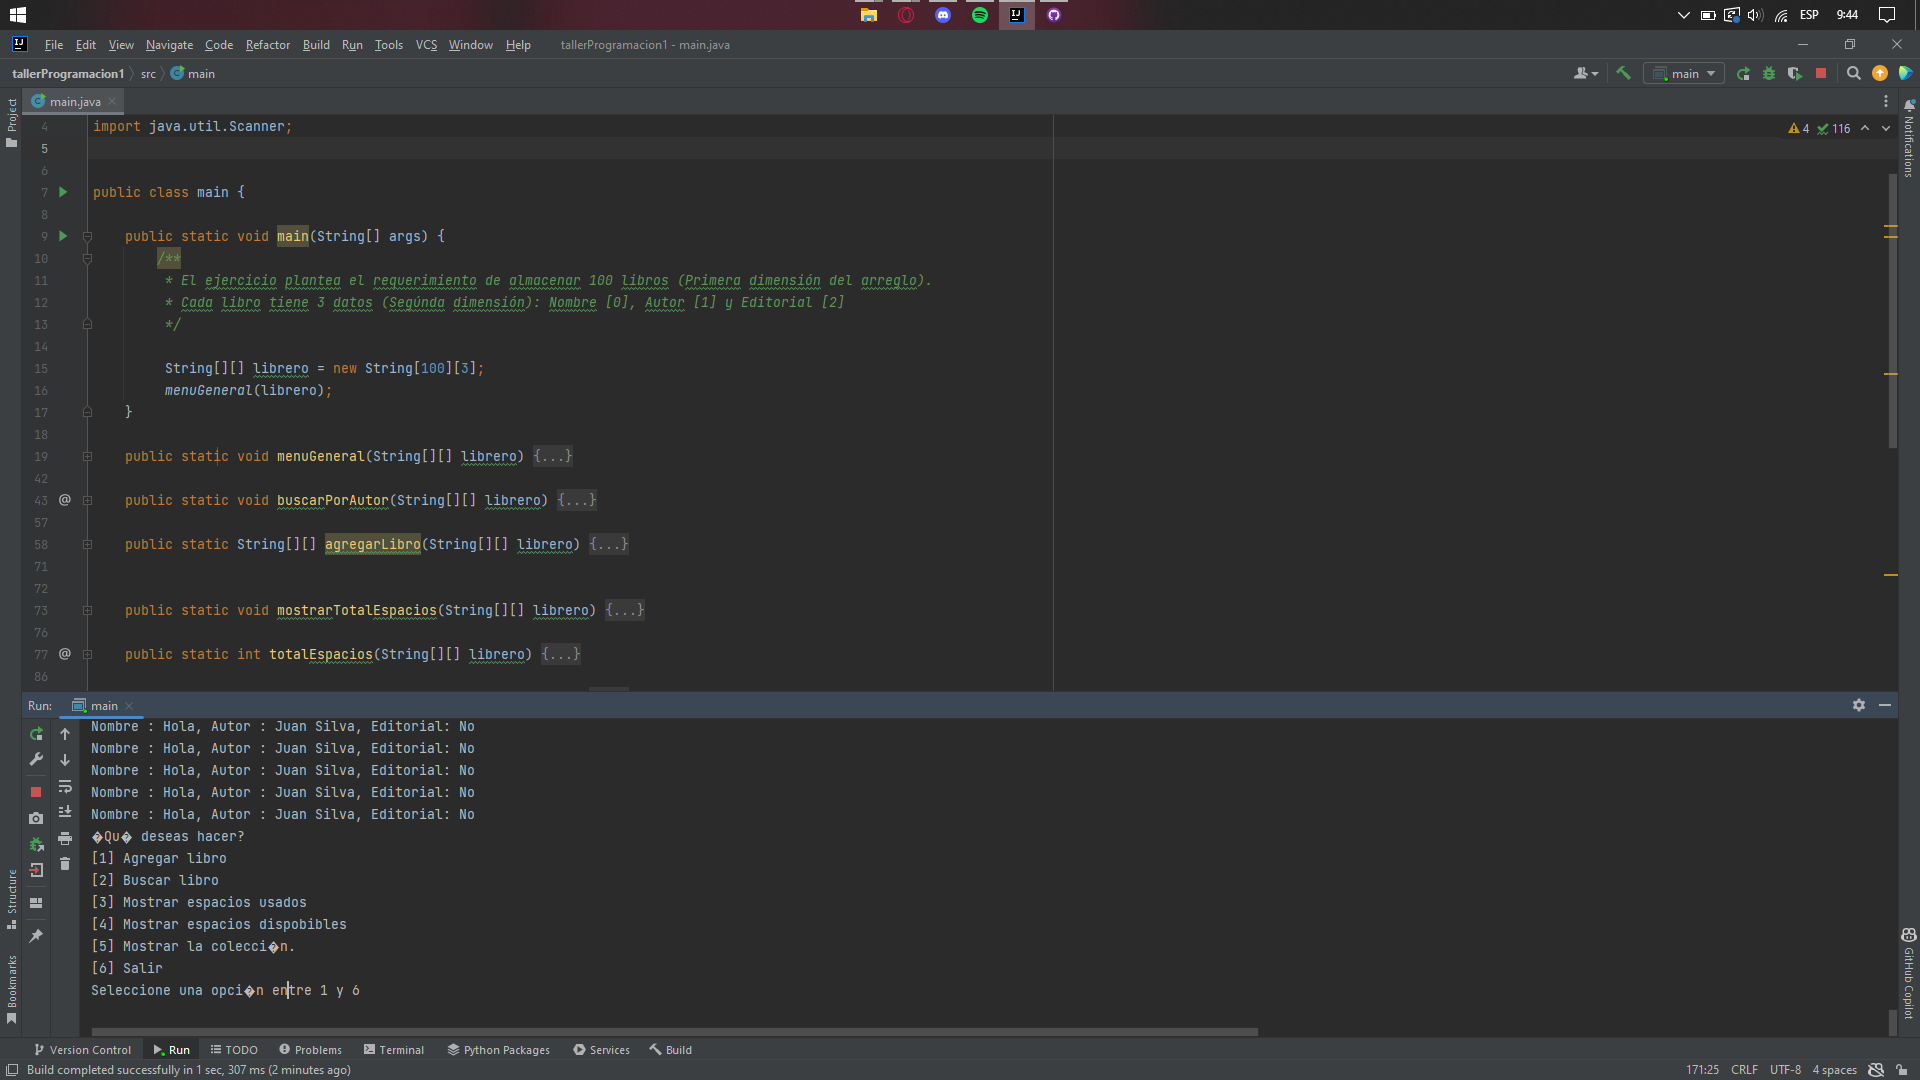 ESP 9:44
File Edit View Navigate Code Refactor Build Run Tools VCS Window Help tallerProgramacion1 - main.java
tallerProgramacion1 src main
main
Project
main.java
Notifications
4 import java.util.Scanner;
4 116
5
6
7 public class main {
8
9 public static void main(String[] args) {
10 /**
11 * El ejercicio plantea el requerimiento de almacenar 100 libros (Primera dimensión del arreglo).
12 * Cada libro tiene 3 datos (Segúnda dimensión): Nombre [0], Autor [1] y Editorial [2]
13 */
14
15 String[][] librero = new String[100][3];
16 menuGeneral(librero);
17 }
18
19 public static void menuGeneral(String[][] librero) {...}
42
43 @ public static void buscarPorAutor(String[][] librero) {...}
57
58 public static String[][] agregarLibro(String[][] librero) {...}
71
72
73 public static void mostrarTotalEspacios(String[][] librero) {...}
76
77 @ public static int totalEspacios(String[][] librero) {...}
86
Run: main
Nombre : Hola, Autor : Juan Silva, Editorial: No
Nombre : Hola, Autor : Juan Silva, Editorial: No
Nombre : Hola, Autor : Juan Silva, Editorial: No
Nombre : Hola, Autor : Juan Silva, Editorial: No
Nombre : Hola, Autor : Juan Silva, Editorial: No
�Qu� deseas hacer?
[1] Agregar libro
[2] Buscar libro
[3] Mostrar espacios usados
[4] Mostrar espacios dispobibles
[5] Mostrar la colecci�n.
[6] Salir
Seleccione una opci�n entre 1 y 6
Structure
Bookmarks
GitHub Copilot
Version Control Run TODO Problems Terminal Python Packages Services Build
Build completed successfully in 1 sec, 307 ms (2 minutes ago)
171:25 CRLF UTF-8 4 spaces